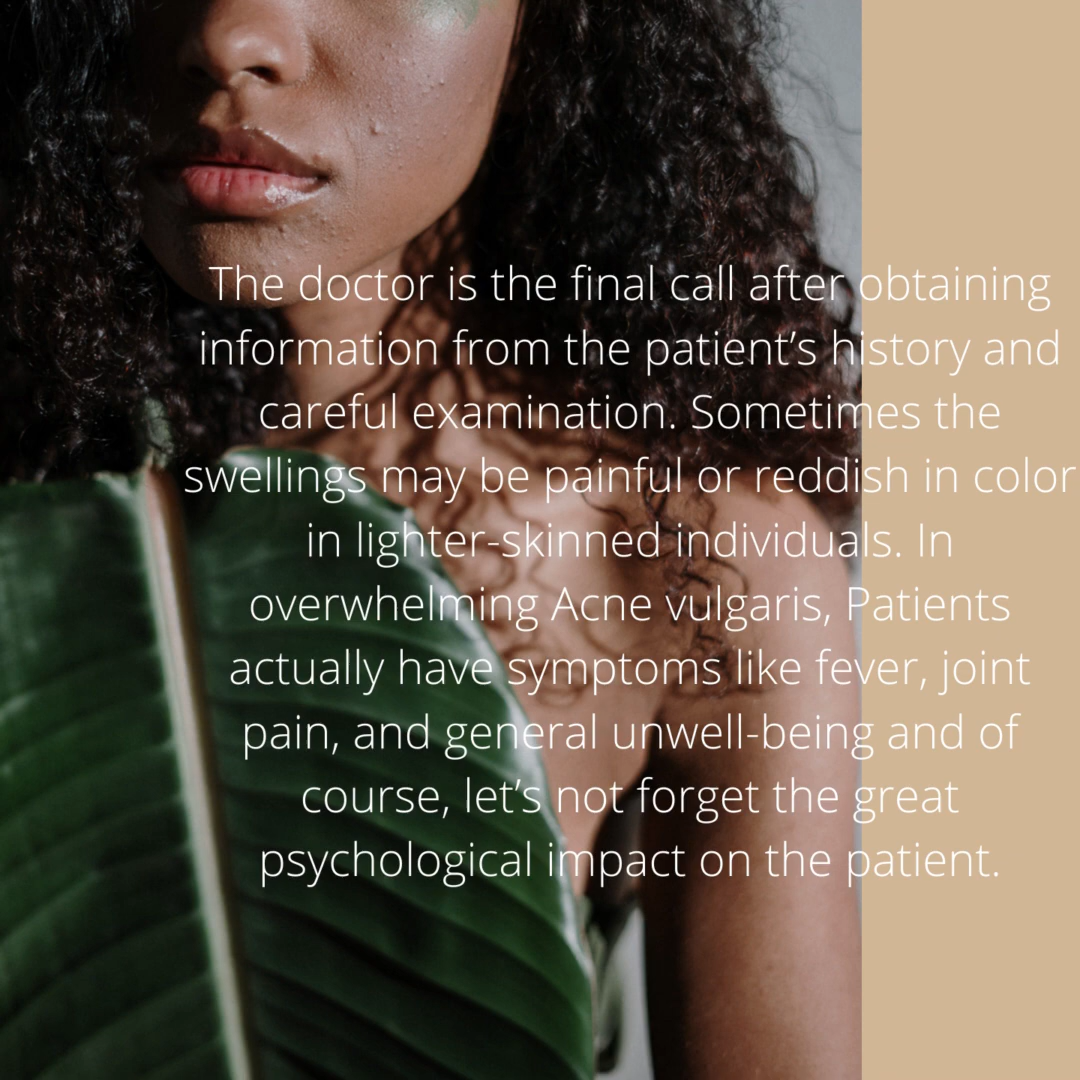 The doctor is the final call after obtaining
information from the patient’s history and
careful examination. Sometimes the
swellings may be painful or reddish in color
in lighter-skinned individuals. In
overwhelming Acne vulgaris, Patients
actually have symptoms like fever, joint
pain, and general unwell-being and of
course, let’s not forget the great
psychological impact on the patient.